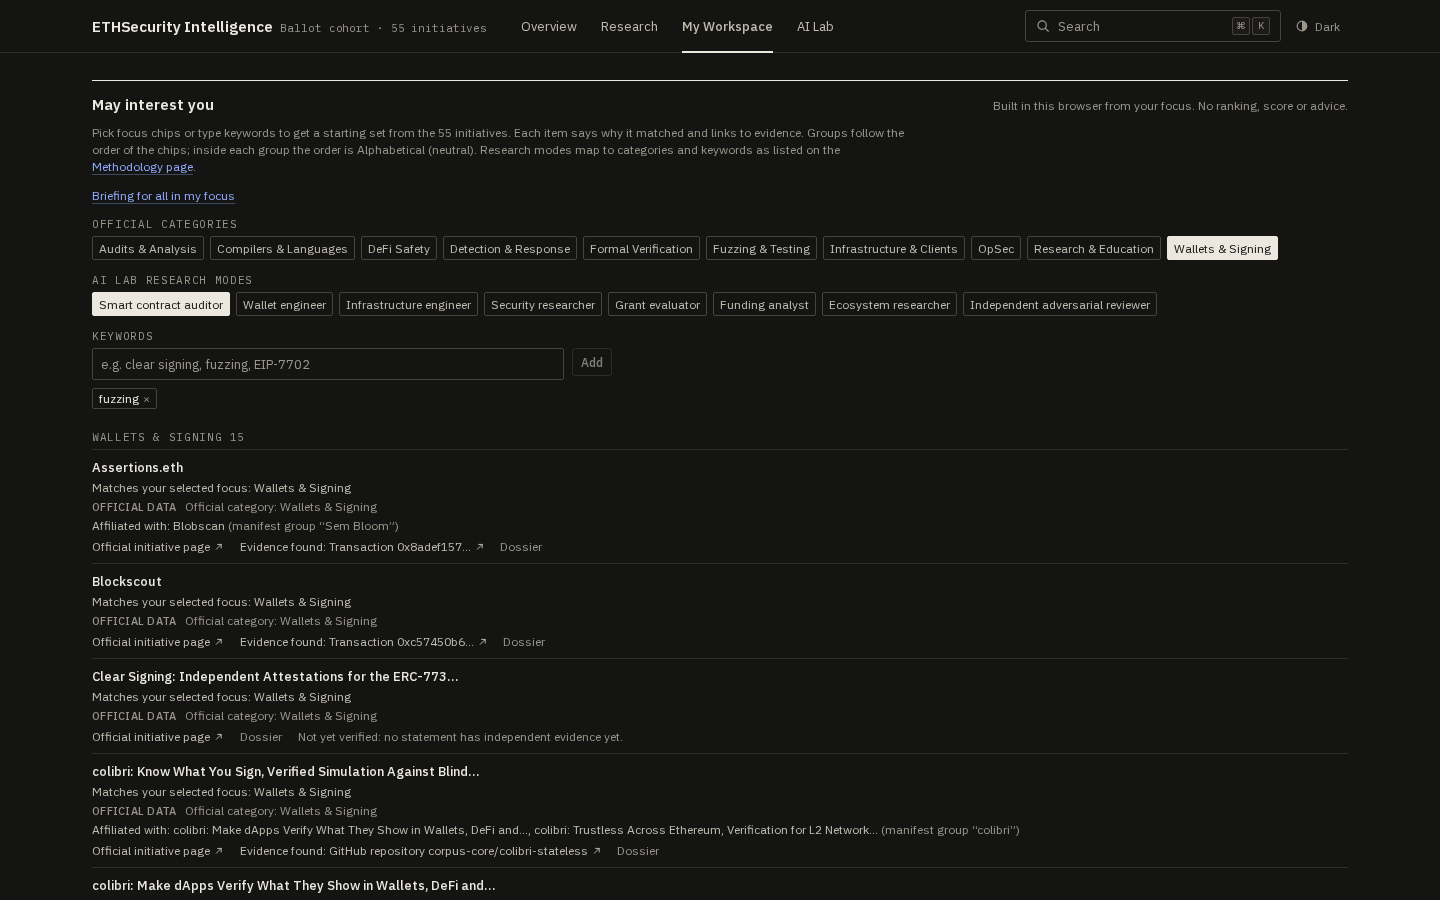 ETHSecurity Intelligence Ballot cohort · 55 initiatives Overview Research My Workspace AI Lab Search ⌘ K Dark
May interest you Built in this browser from your focus. No ranking, score or advice.
Pick focus chips or type keywords to get a starting set from the 55 initiatives. Each item says why it matched and links to evidence. Groups follow the
order of the chips; inside each group the order is Alphabetical (neutral). Research modes map to categories and keywords as listed on the
Methodology page.
Briefing for all in my focus
OFFICIAL CATEGORIES
Audits & Analysis Compilers & Languages DeFi Safety Detection & Response Formal Verification Fuzzing & Testing Infrastructure & Clients OpSec Research & Education Wallets & Signing
AI LAB RESEARCH MODES
Smart contract auditor Wallet engineer Infrastructure engineer Security researcher Grant evaluator Funding analyst Ecosystem researcher Independent adversarial reviewer
KEYWORDS
e.g. clear signing, fuzzing, EIP-7702 Add
fuzzing ×
WALLETS & SIGNING 15
Assertions.eth
Matches your selected focus: Wallets & Signing
OFFICIAL DATA Official category: Wallets & Signing
Affiliated with: Blobscan (manifest group “Sem Bloom”)
Official initiative page ↗ Evidence found: Transaction 0x8adef157... ↗ Dossier
Blockscout
Matches your selected focus: Wallets & Signing
OFFICIAL DATA Official category: Wallets & Signing
Official initiative page ↗ Evidence found: Transaction 0xc57450b6... ↗ Dossier
Clear Signing: Independent Attestations for the ERC-773...
Matches your selected focus: Wallets & Signing
OFFICIAL DATA Official category: Wallets & Signing
Official initiative page ↗ Dossier Not yet verified: no statement has independent evidence yet.
colibri: Know What You Sign, Verified Simulation Against Blind...
Matches your selected focus: Wallets & Signing
OFFICIAL DATA Official category: Wallets & Signing
Affiliated with: colibri: Make dApps Verify What They Show in Wallets, DeFi and..., colibri: Trustless Across Ethereum, Verification for L2 Network... (manifest group “colibri”)
Official initiative page ↗ Evidence found: GitHub repository corpus-core/colibri-stateless ↗ Dossier
colibri: Make dApps Verify What They Show in Wallets, DeFi and...